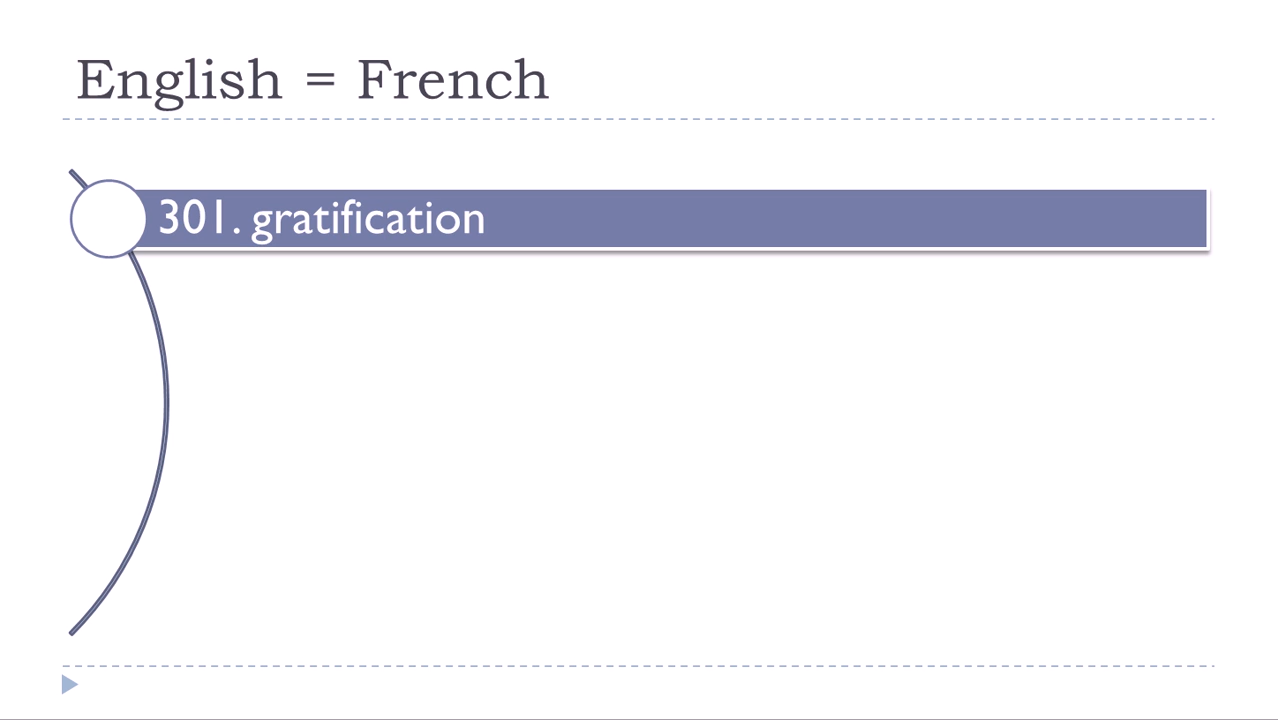 English = French
301. gratification